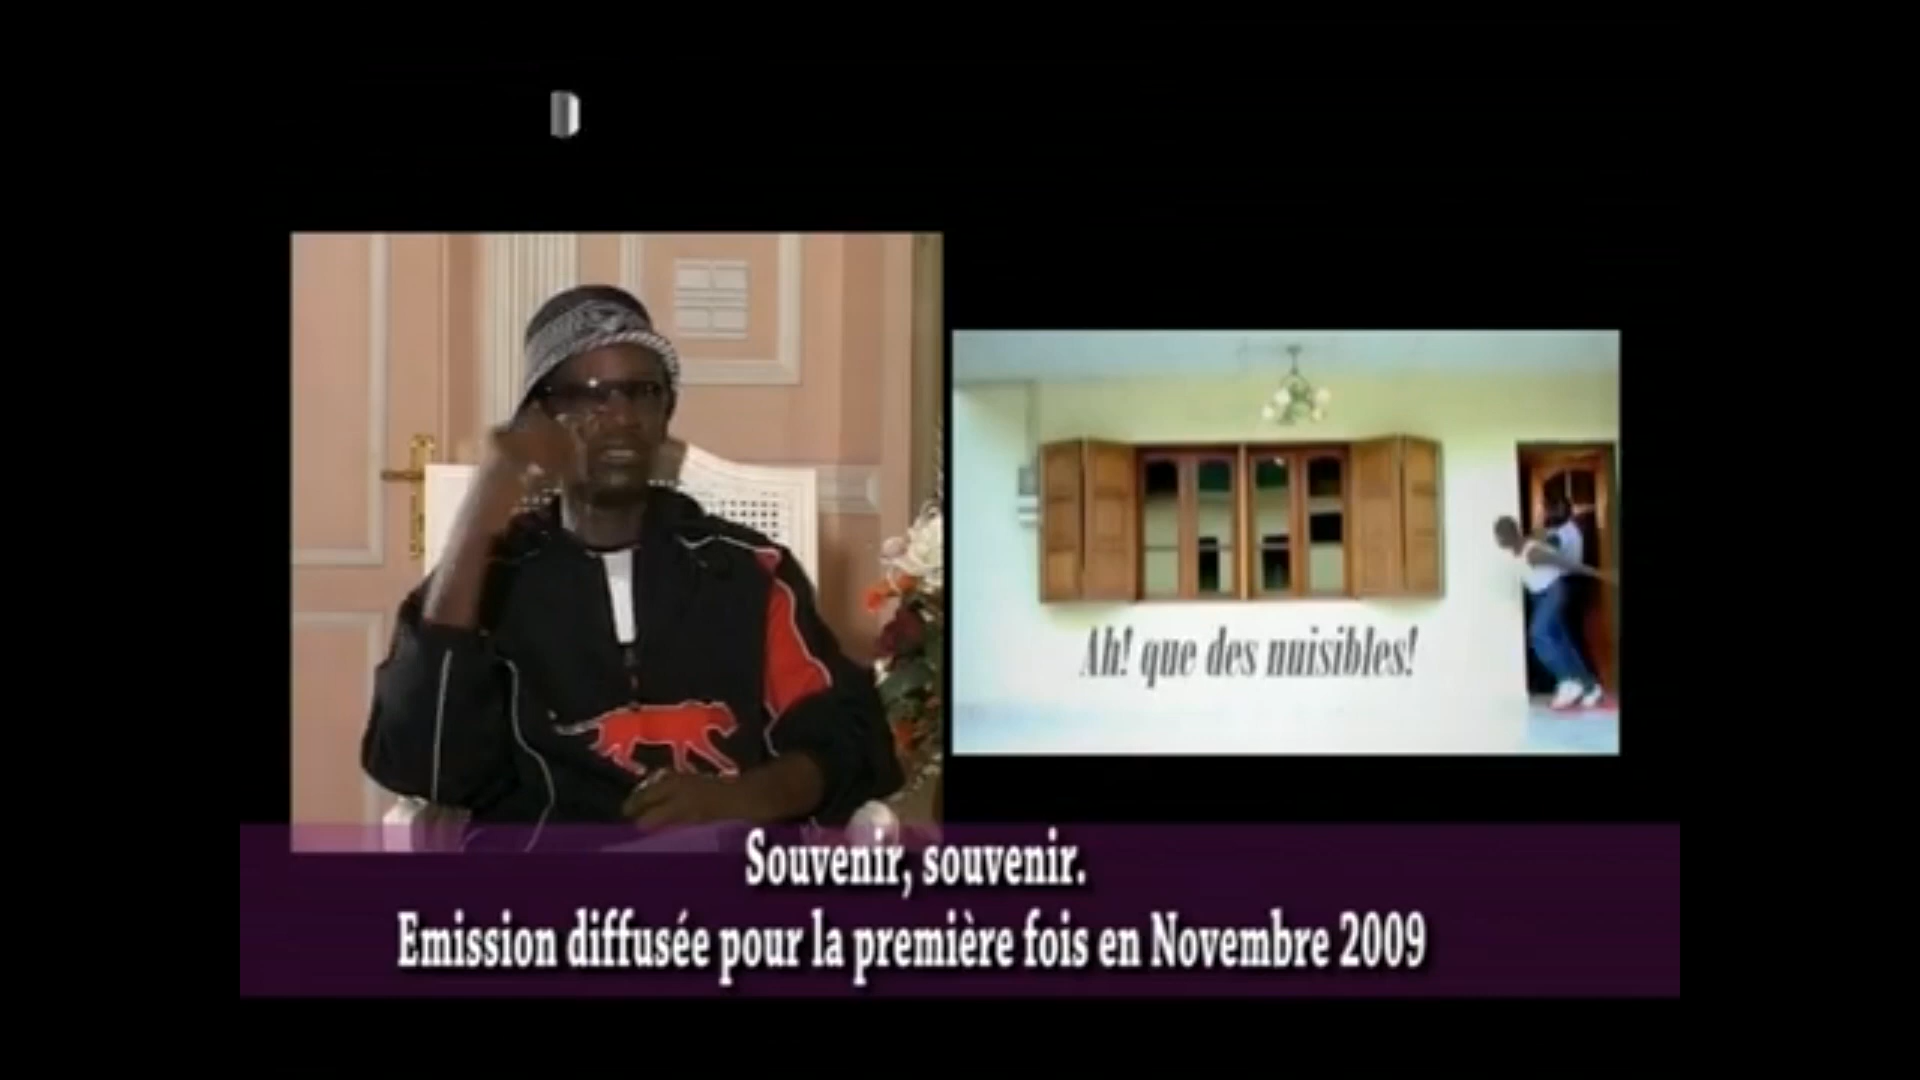 Ah! que des nuisibles!
Souvenir, souvenir.
Emission diffusée pour la première fois en Novembre 2009